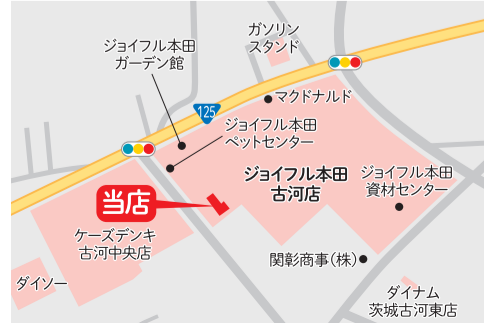 ガソリン
スタンド
ジョイフル本田
ガーデン館
マクドナルド
125
ジョイフル本田
ペットセンター
ジョイフル本田
古河店
ジョイフル本田
資材センター
当店
ケーズデンキ
古河中央店
関彰商事(株)
ダイソー
ダイナム
茨城古河東店